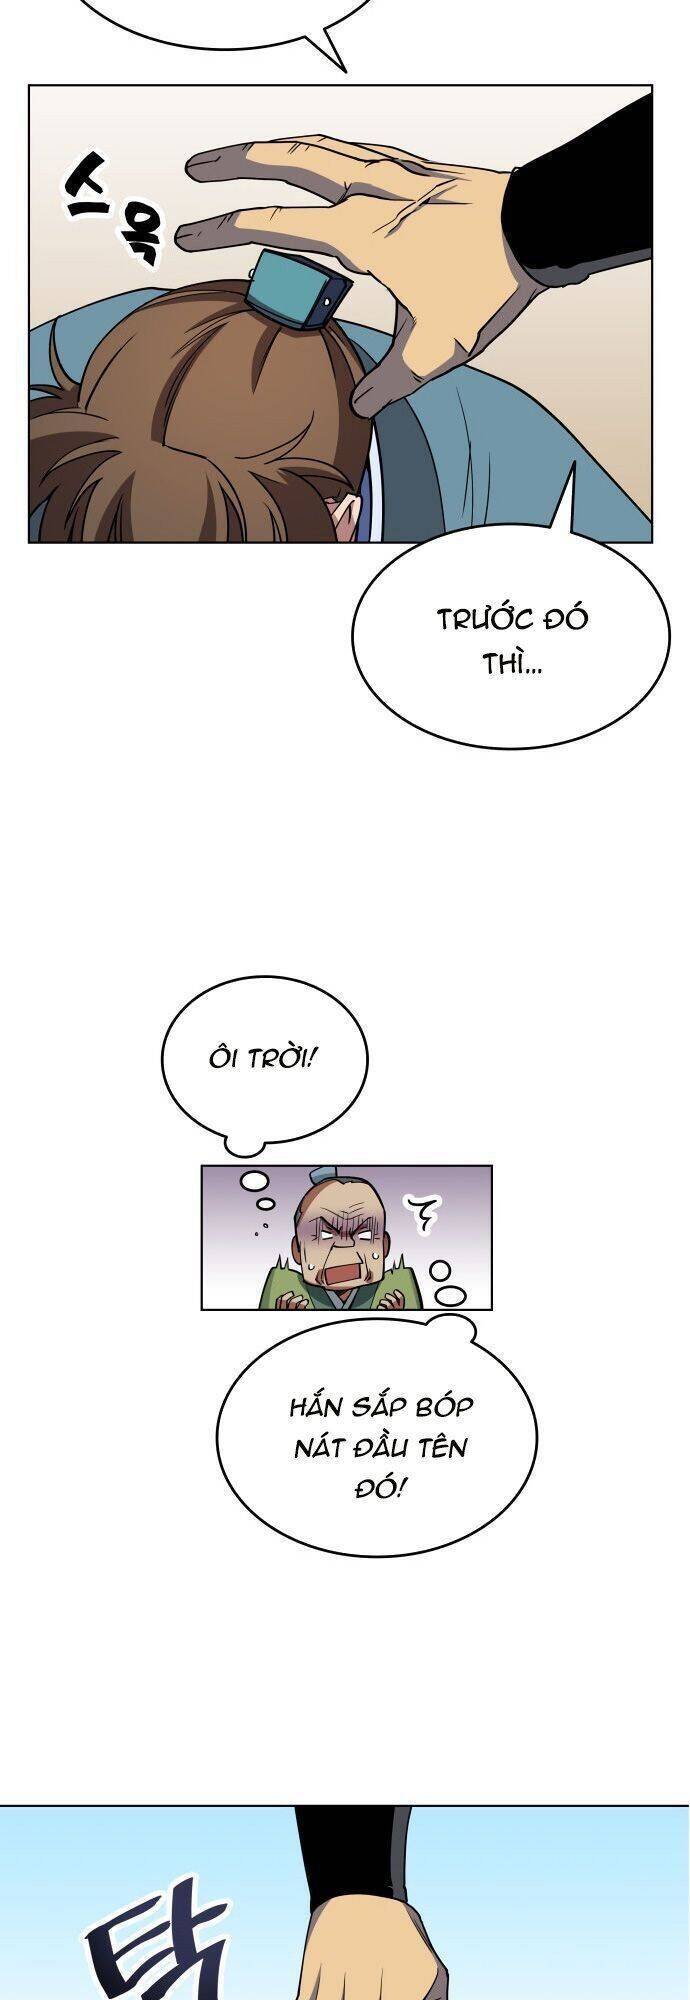 스윽
TRƯỚC ĐÓ
THÌ...
ÔI TRỜI!
HẮN SẮP BÓP
NÁT ĐẦU TÊN
ĐÓ!
탁